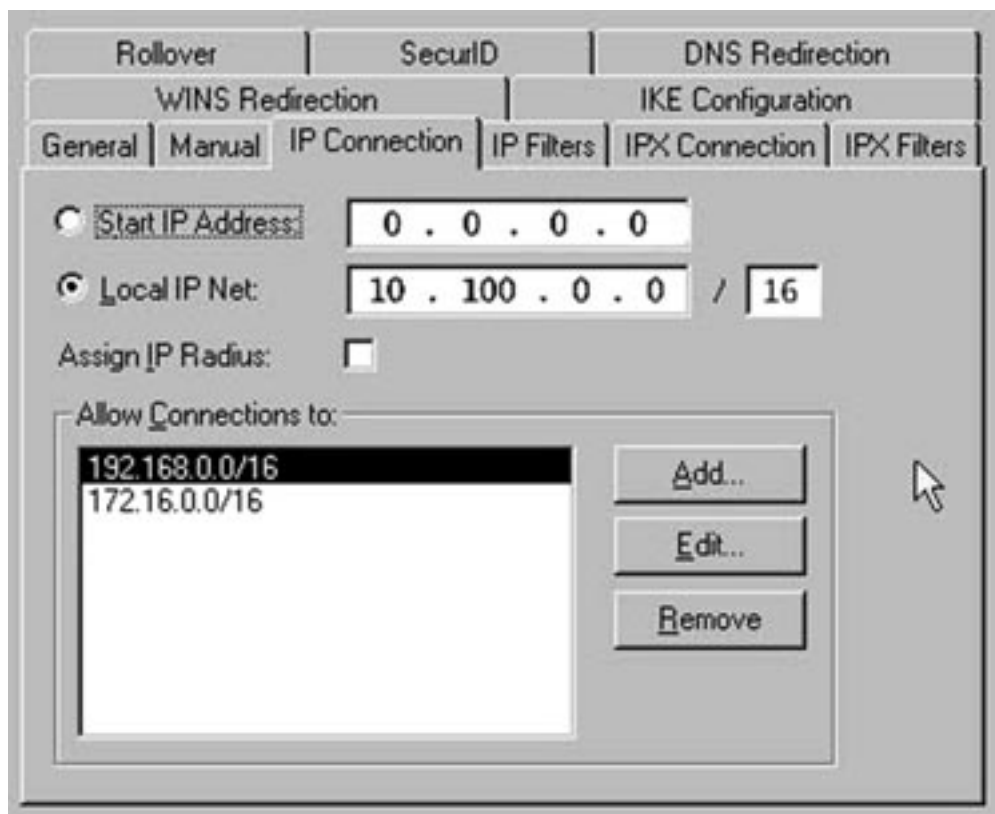 Rollover SecurID DNS Redirection
WINS Redirection IKE Configuration
General Manual IP Connection IP Filters IPX Connection IPX Filters
Start IP Address: 0 . 0 . 0 . 0
Local IP Net: 10 . 100 . 0 . 0 / 16
Assign IP Radius:
Allow Connections to:
192.168.0.0/16
172.16.0.0/16
Add...
Edit...
Remove